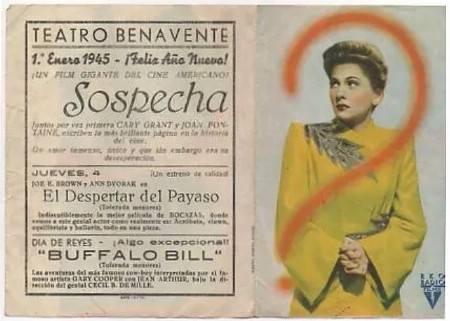 TEATRO BENAVENTE
1.º Enero 1945 - ¡Feliz Año Nuevo!
¡UN FILM GIGANTE DEL CINE AMERICANO!
Sospecha
Juntos por vez primera CARY GRANT y JOAN FON-
TAINE, escriben la más brillante página en la historia
del cine.
Un amor inmenso, único y que sin embargo era su
desesperación.
JUEVES, 4 ¡Un estreno de calidad!
JOE E. BROWN y ANN DVORAK en
El Despertar del Payaso
(Tolerada menores)
Indiscutiblemente la mejor película de BOCAZAS, donde
vemos a este genial actor como realmente es: Acróbata, clown,
equilibrista y bailarín, todo en una pieza.
DIA DE REYES - ¡Algo excepcional!!
"BUFFALO BILL"
(Tolerada menores)
Las aventuras del más famoso cow-boy interpretadas por el fa-
moso artista GARY COOPER con JEAN ARTHUR, bajo la di-
rección del genial CECIL B. DE MILLE.
RKO
RADIO
FILMS